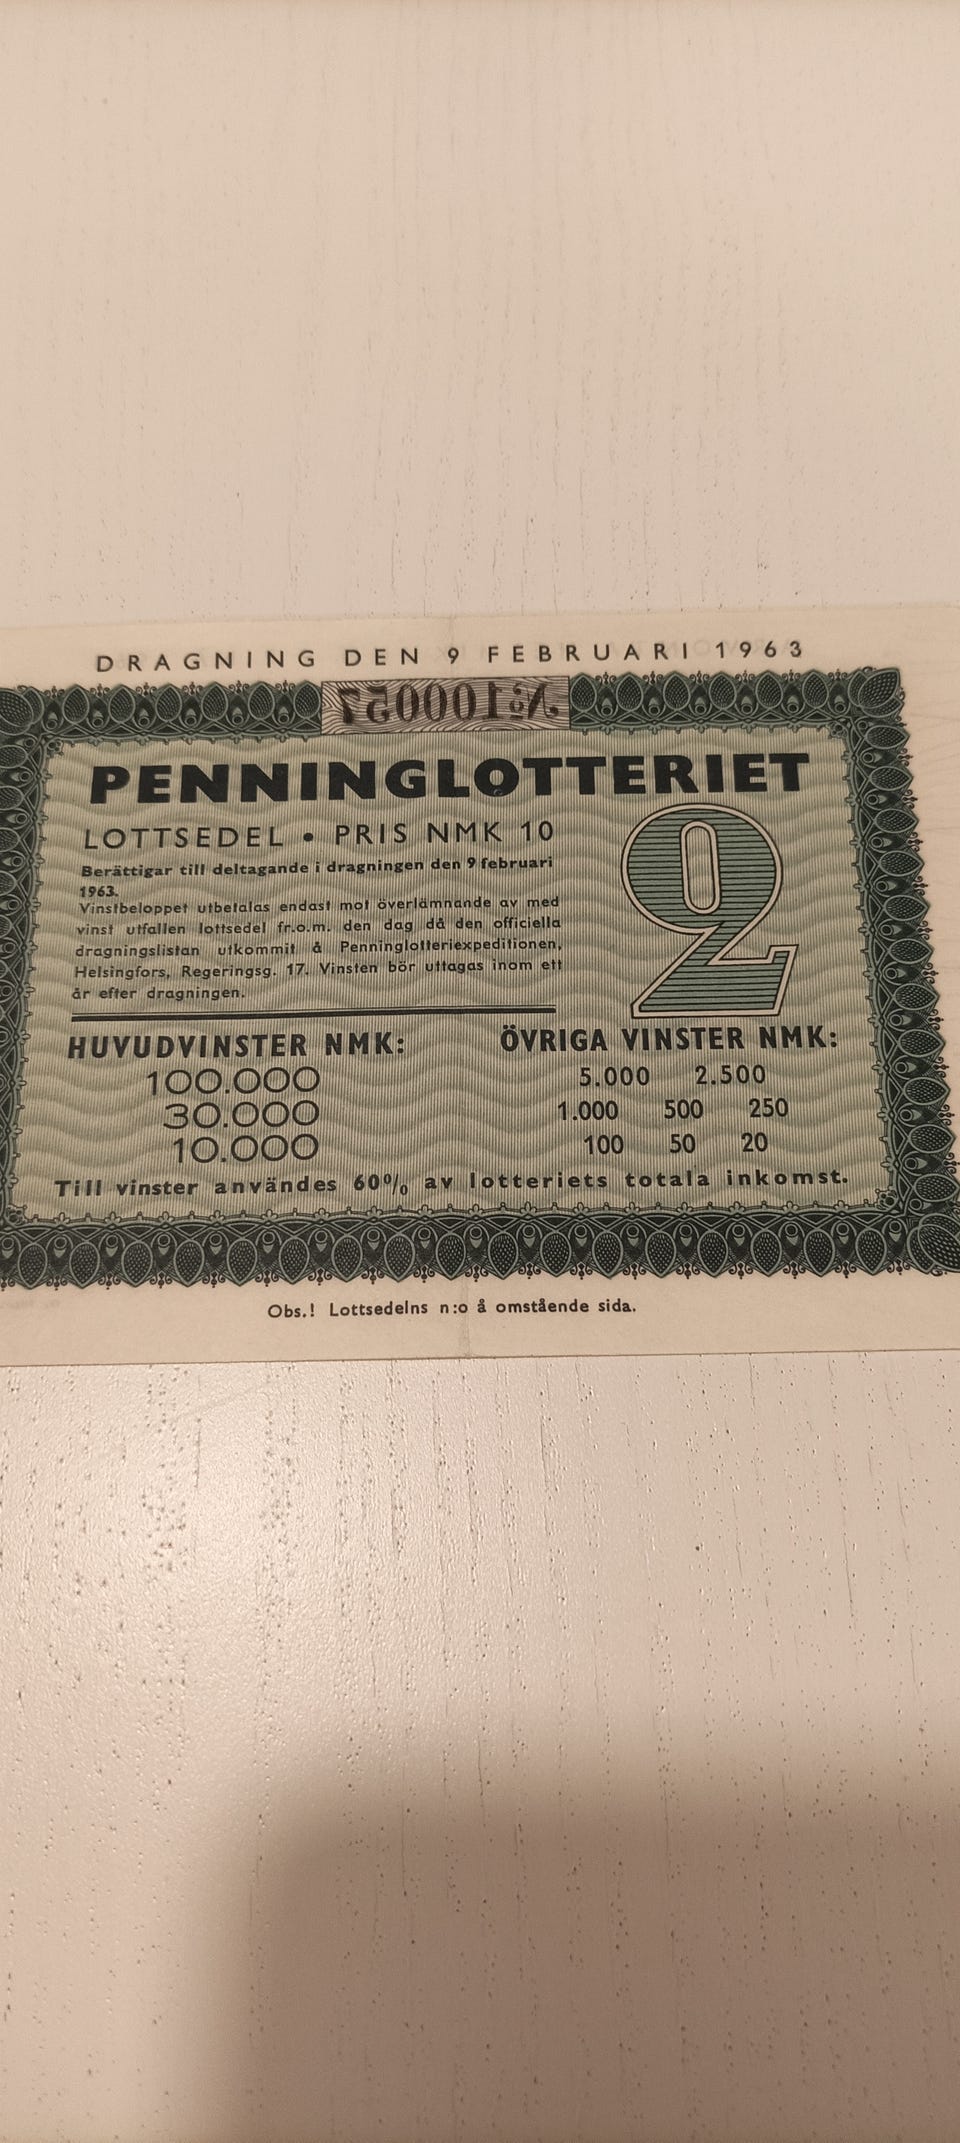 DRAGNING DEN 9 FEBRUARI 1963
№100057
PENNINGLOTTERIET
LOTTSEDEL • PRIS NMK 10
2
Berättigar till deltagande i dragningen den 9 februari
1963.
Vinstbeloppet utbetalas endast mot överlämnande av med
vinst utfallen lottsedel fr.o.m. den dag då den officiella
dragningslistan utkommit å Penninglotteriexpeditionen,
Helsingfors, Regeringsg. 17. Vinsten bör uttagas inom ett
år efter dragningen.
HUVUDVINSTER NMK:
100.000
30.000
10.000
ÖVRIGA VINSTER NMK:
5.000 2.500
1.000 500 250
100 50 20
Till vinster användes 60% av lotteriets totala inkomst.
Obs.! Lottsedelns n:o å omstående sida.